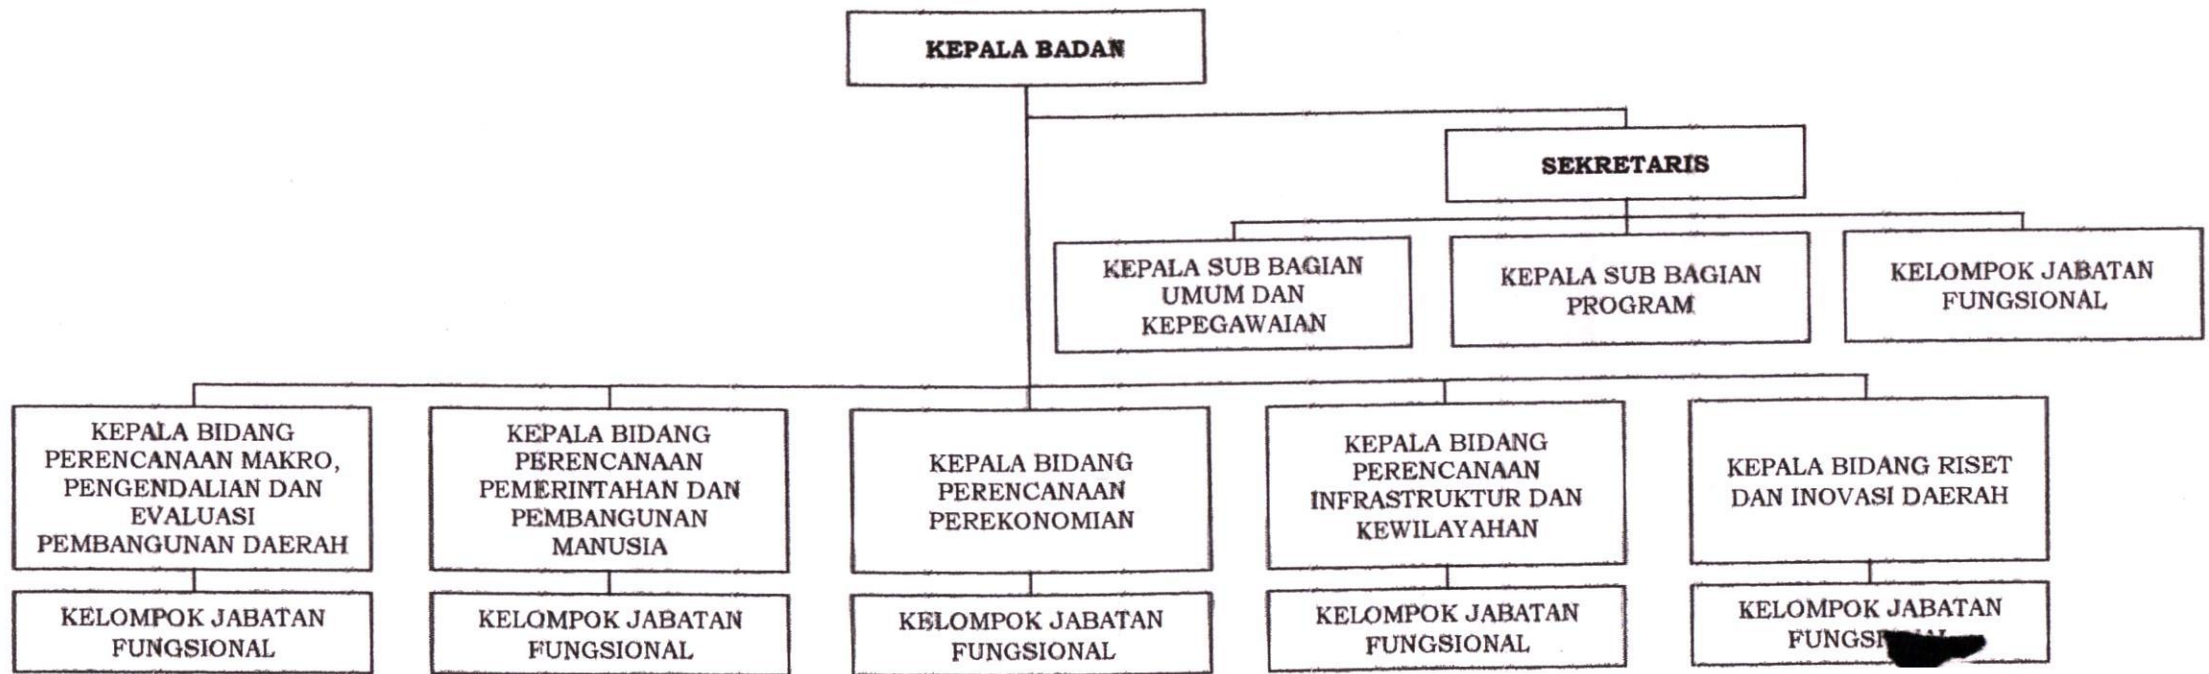 KEPALA BADAN
SEKRETARIS
KEPALA SUB BAGIAN
UMUM DAN
KEPEGAWAIAN
KEPALA SUB BAGIAN
PROGRAM
KELOMPOK JABATAN
FUNGSIONAL
KEPALA BIDANG
PERENCANAAN MAKRO,
PENGENDALIAN DAN
EVALUASI
PEMBANGUNAN DAERAH
KEPALA BIDANG
PERENCANAAN
PEMERINTAHAN DAN
PEMBANGUNAN
MANUSIA
KEPALA BIDANG
PERENCANAAN
PEREKONOMIAN
KEPALA BIDANG
PERENCANAAN
INFRASTRUKTUR DAN
KEWILAYAHAN
KEPALA BIDANG RISET
DAN INOVASI DAERAH
KELOMPOK JABATAN
FUNGSIONAL
KELOMPOK JABATAN
FUNGSIONAL
KELOMPOK JABATAN
FUNGSIONAL
KELOMPOK JABATAN
FUNGSIONAL
KELOMPOK JABATAN